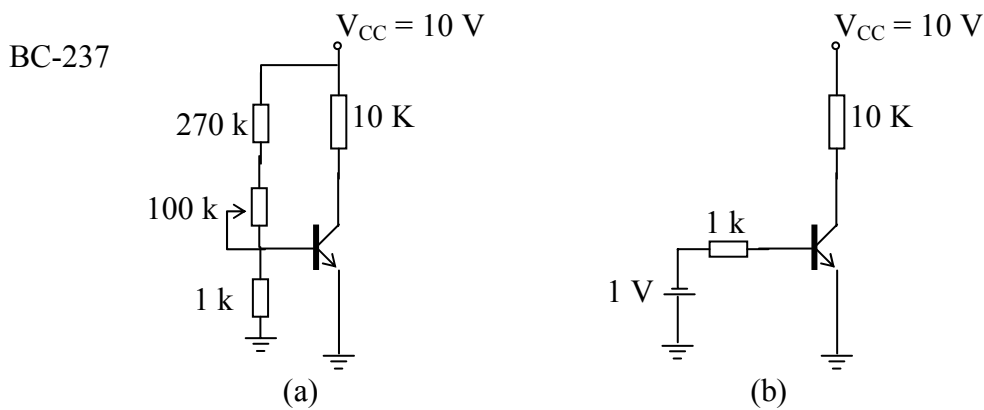 BC-237
V_CC = 10 V
270 k
10 K
100 k
1 k
(a)
V_CC = 10 V
10 K
1 k
1 V
(b)